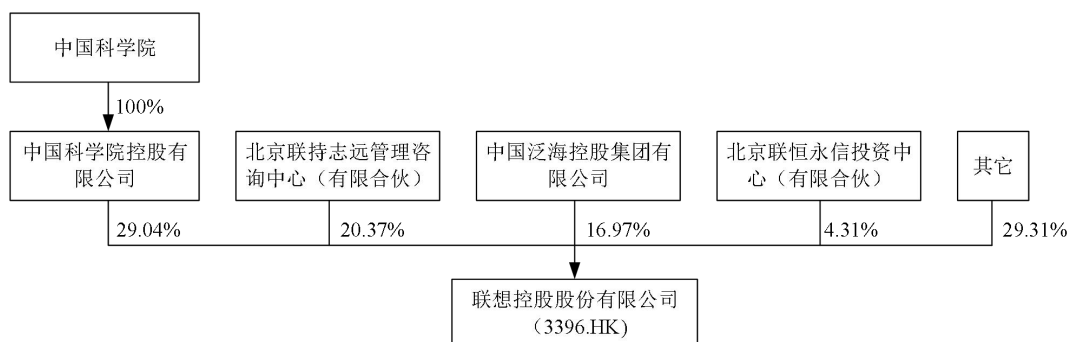 中国科学院
100%
中国科学院控股有
限公司
北京联持志远管理咨
询中心（有限合伙）
中国泛海控股集团有
限公司
北京联恒永信投资中
心（有限合伙）
其它
29.04%
20.37%
16.97%
4.31%
29.31%
联想控股股份有限公司
（3396.HK)